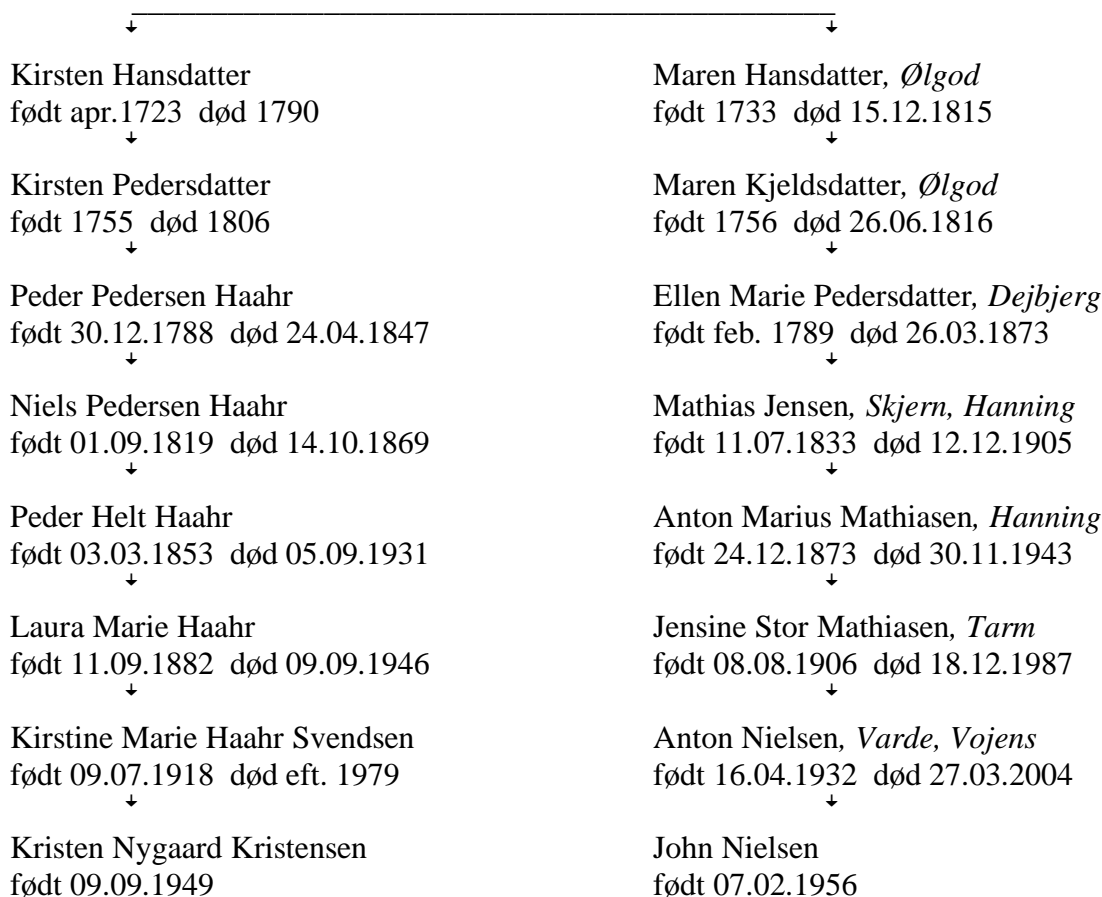 Kirsten Hansdatter
født apr.1723 død 1790
Kirsten Pedersdatter
født 1755 død 1806
Peder Pedersen Haahr
født 30.12.1788 død 24.04.1847
Niels Pedersen Haahr
født 01.09.1819 død 14.10.1869
Peder Helt Haahr
født 03.03.1853 død 05.09.1931
Laura Marie Haahr
født 11.09.1882 død 09.09.1946
Kirstine Marie Haahr Svendsen
født 09.07.1918 død eft. 1979
Kristen Nygaard Kristensen
født 09.09.1949
Maren Hansdatter, Ølgod
født 1733 død 15.12.1815
Maren Kjeldsdatter, Ølgod
født 1756 død 26.06.1816
Ellen Marie Pedersdatter, Dejbjerg
født feb. 1789 død 26.03.1873
Mathias Jensen, Skjern, Hanning
født 11.07.1833 død 12.12.1905
Anton Marius Mathiasen, Hanning
født 24.12.1873 død 30.11.1943
Jensine Stor Mathiasen, Tarm
født 08.08.1906 død 18.12.1987
Anton Nielsen, Varde, Vojens
født 16.04.1932 død 27.03.2004
John Nielsen
født 07.02.1956